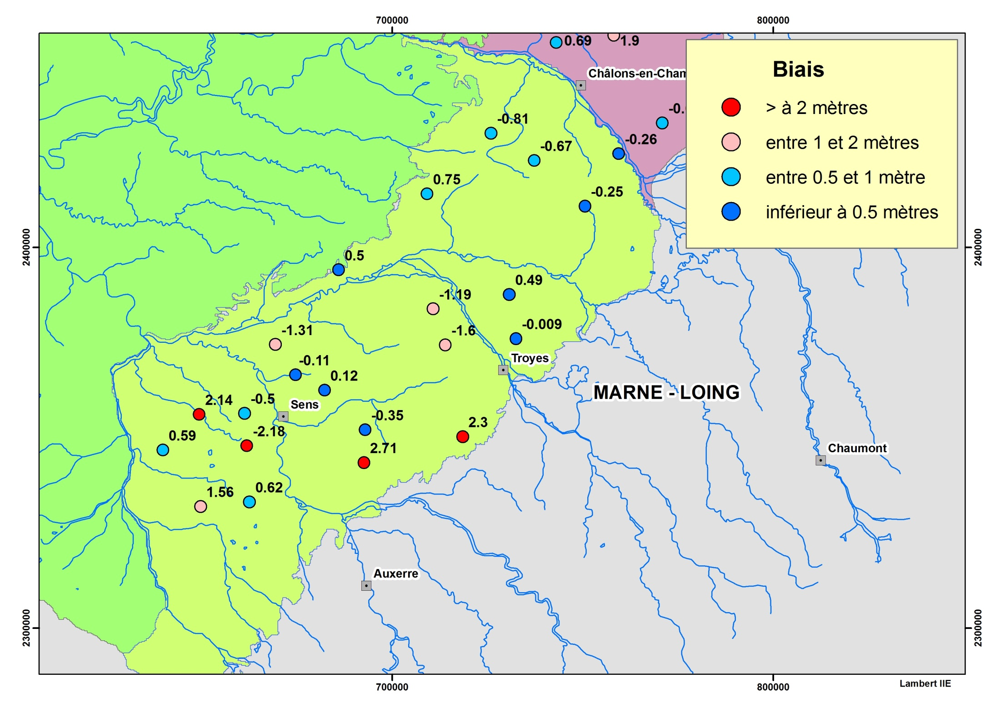 700000
800000
0.69
1.9
Biais
Châlons-en-Cham
> à 2 mètres
-0.
-0.81
-0.26
entre 1 et 2 mètres
-0.67
0.75
entre 0.5 et 1 mètre
-0.25
inférieur à 0.5 mètres
2400000
2400000
0.5
0.49
-1.19
-1.31
-1.6
-0.009
Troyes
-0.11
0.12
MARNE - LOING
2.14
-0.5
Sens
-0.35
2.3
-2.18
0.59
2.71
Chaumont
1.56
0.62
Auxerre
2300000
2300000
700000
800000
Lambert IIE